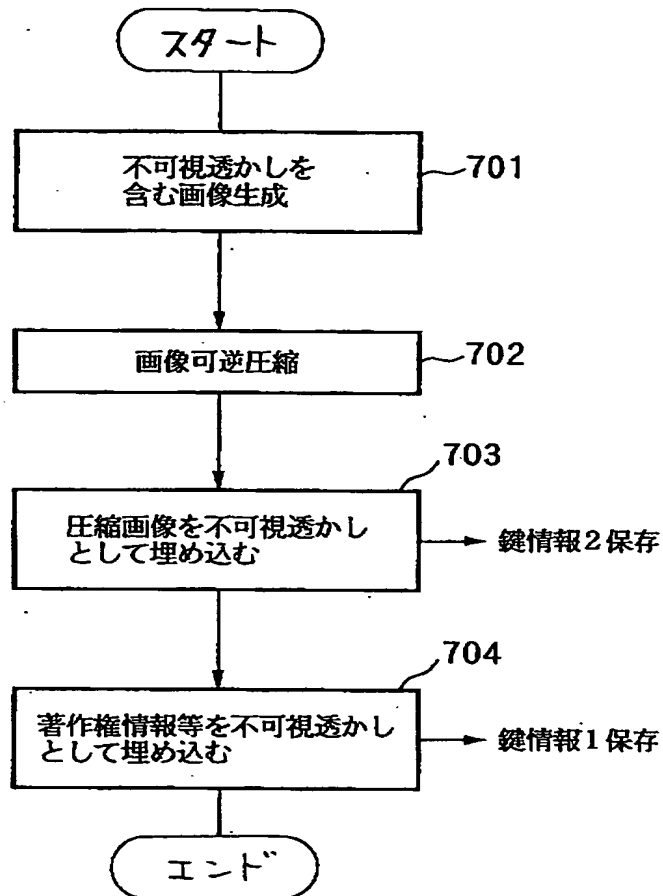 スタート
不可視透かしを
含む画像生成
701
画像可逆圧縮
702
703
圧縮画像を不可視透かし
として埋め込む
鍵情報2保存
704
著作権情報等を不可視透かし
として埋め込む
鍵情報1保存
エンド